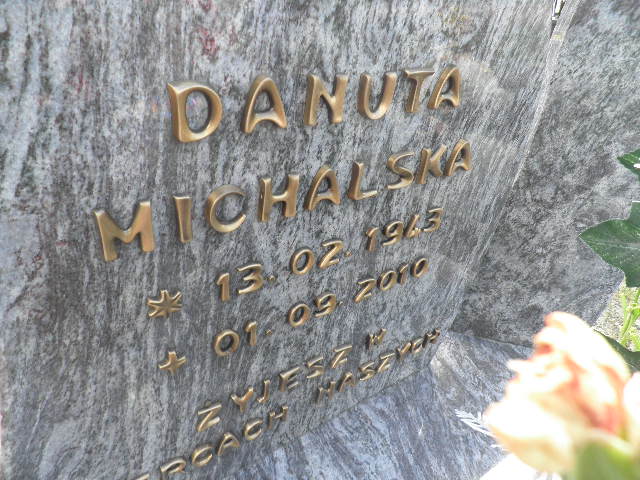 DANUTA
MICHALSKA
* 13.02.1943
+ 01.09.2010
ŻYJESZ W
SERCACH NASZYCH